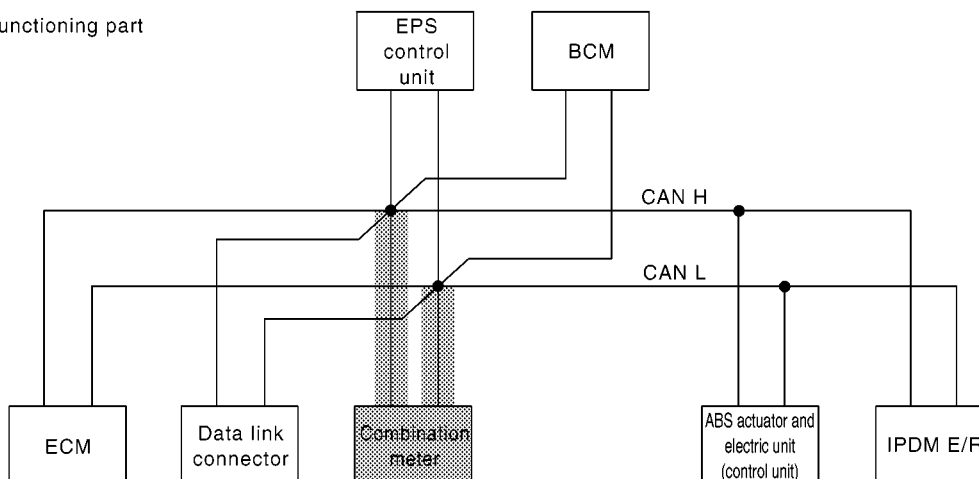 unctioning part
EPS
control
unit
BCM
CAN H
CAN L
ECM
Data link
connector
Combination
meter
ABS actuator and
electric unit
(control unit)
IPDM E/R